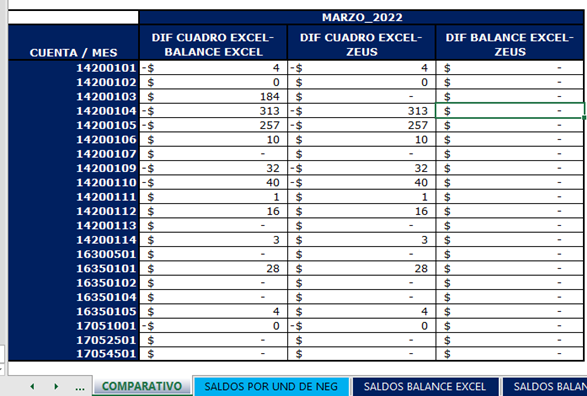 MARZO_2022
CUENTA / MES DIF CUADRO EXCEL-BALANCE EXCEL DIF CUADRO EXCEL-ZEUS DIF BALANCE EXCEL-ZEUS
14200101 -$ 4 -$ 4 $ -
14200102 $ 0 $ 0 $ -
14200103 $ 184 $ - $ -
14200104 -$ 313 -$ 313 $ -
14200105 -$ 257 -$ 257 $ -
14200106 $ 10 $ 10 $ -
14200107 $ - $ - $ -
14200109 -$ 32 -$ 32 $ -
14200110 -$ 40 -$ 40 $ -
14200111 $ 1 $ 1 $ -
14200112 $ 16 $ 16 $ -
14200113 $ - $ - $ -
14200114 $ 3 $ 3 $ -
16300501 $ - $ - $ -
16350101 $ 28 $ 28 $ -
16350102 $ - $ - $ -
16350104 $ - $ - $ -
16350105 $ 4 $ 4 $ -
17051001 -$ 0 -$ 0 $ -
17052501 $ - $ - $ -
17054501 $ - $ - $ -
... COMPARATIVO SALDOS POR UND DE NEG SALDOS BALANCE EXCEL SALDOS BALAN